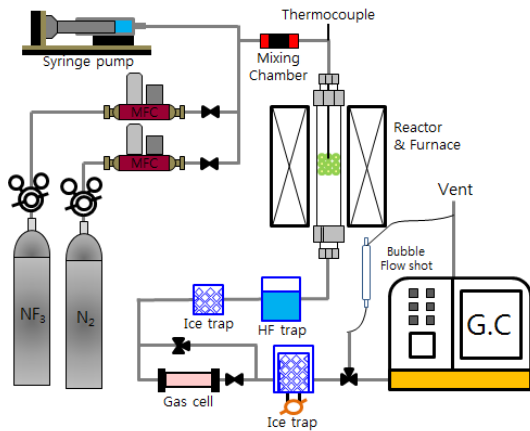 Thermocouple
Syringe pump
Mixing
Chamber
MFC
MFC
Reactor
& Furnace
Vent
Bubble
Flow shot
NF₃
N₂
Ice trap
HF trap
G.C
Gas cell
Ice trap